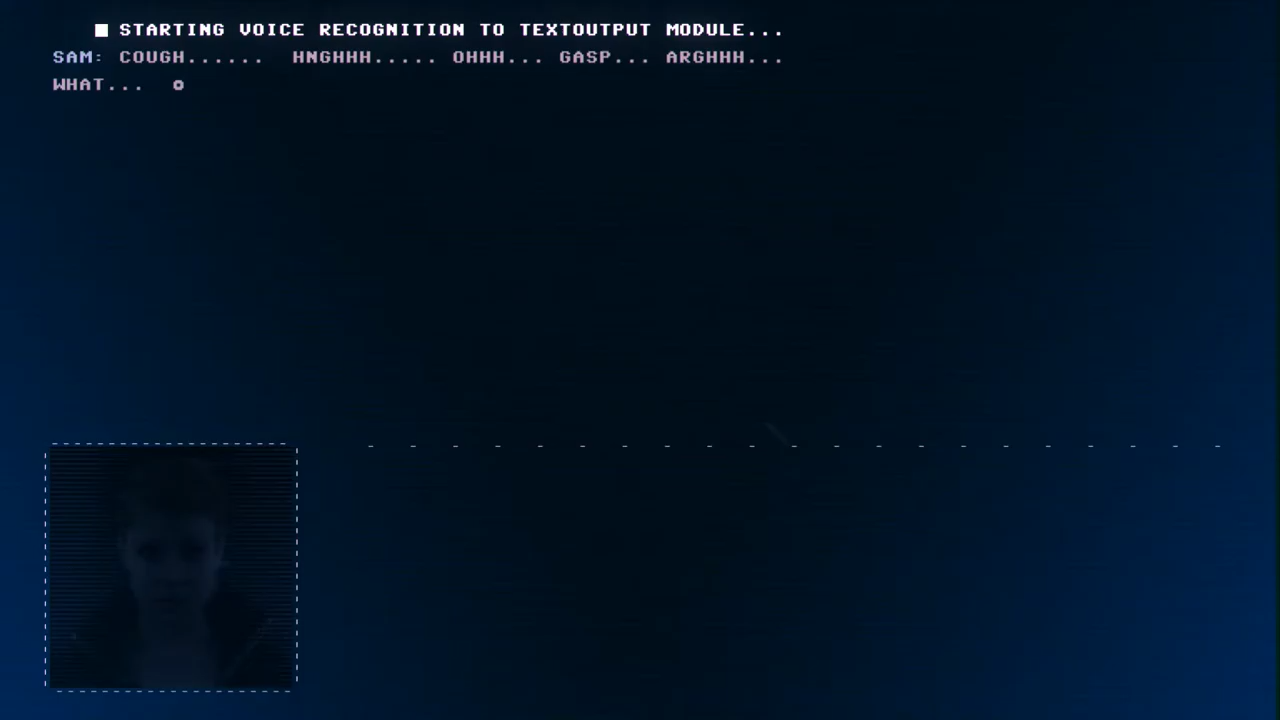 STARTING VOICE RECOGNITION TO TEXTOUTPUT MODULE...
SAM: COUGH...... HNGHHH..... OHHH... GASP... ARGHHH...
WHAT...